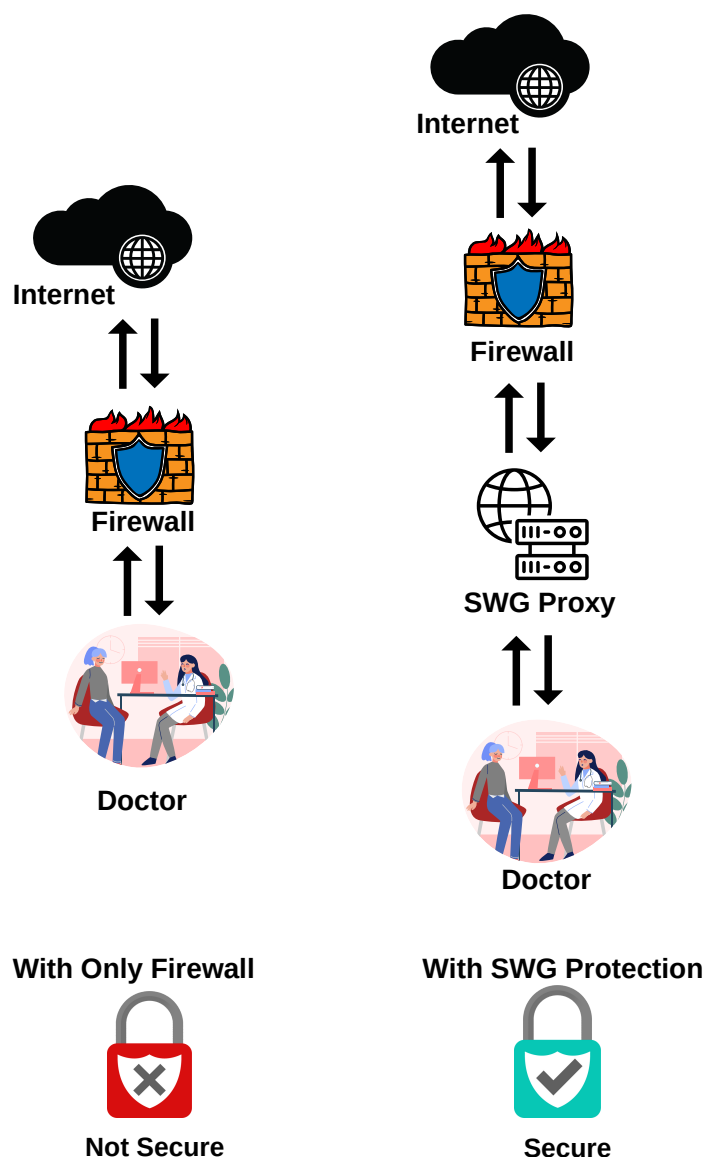 Internet
Firewall
Doctor
With Only Firewall
Not Secure
Internet
Firewall
SWG Proxy
Doctor
With SWG Protection
Secure